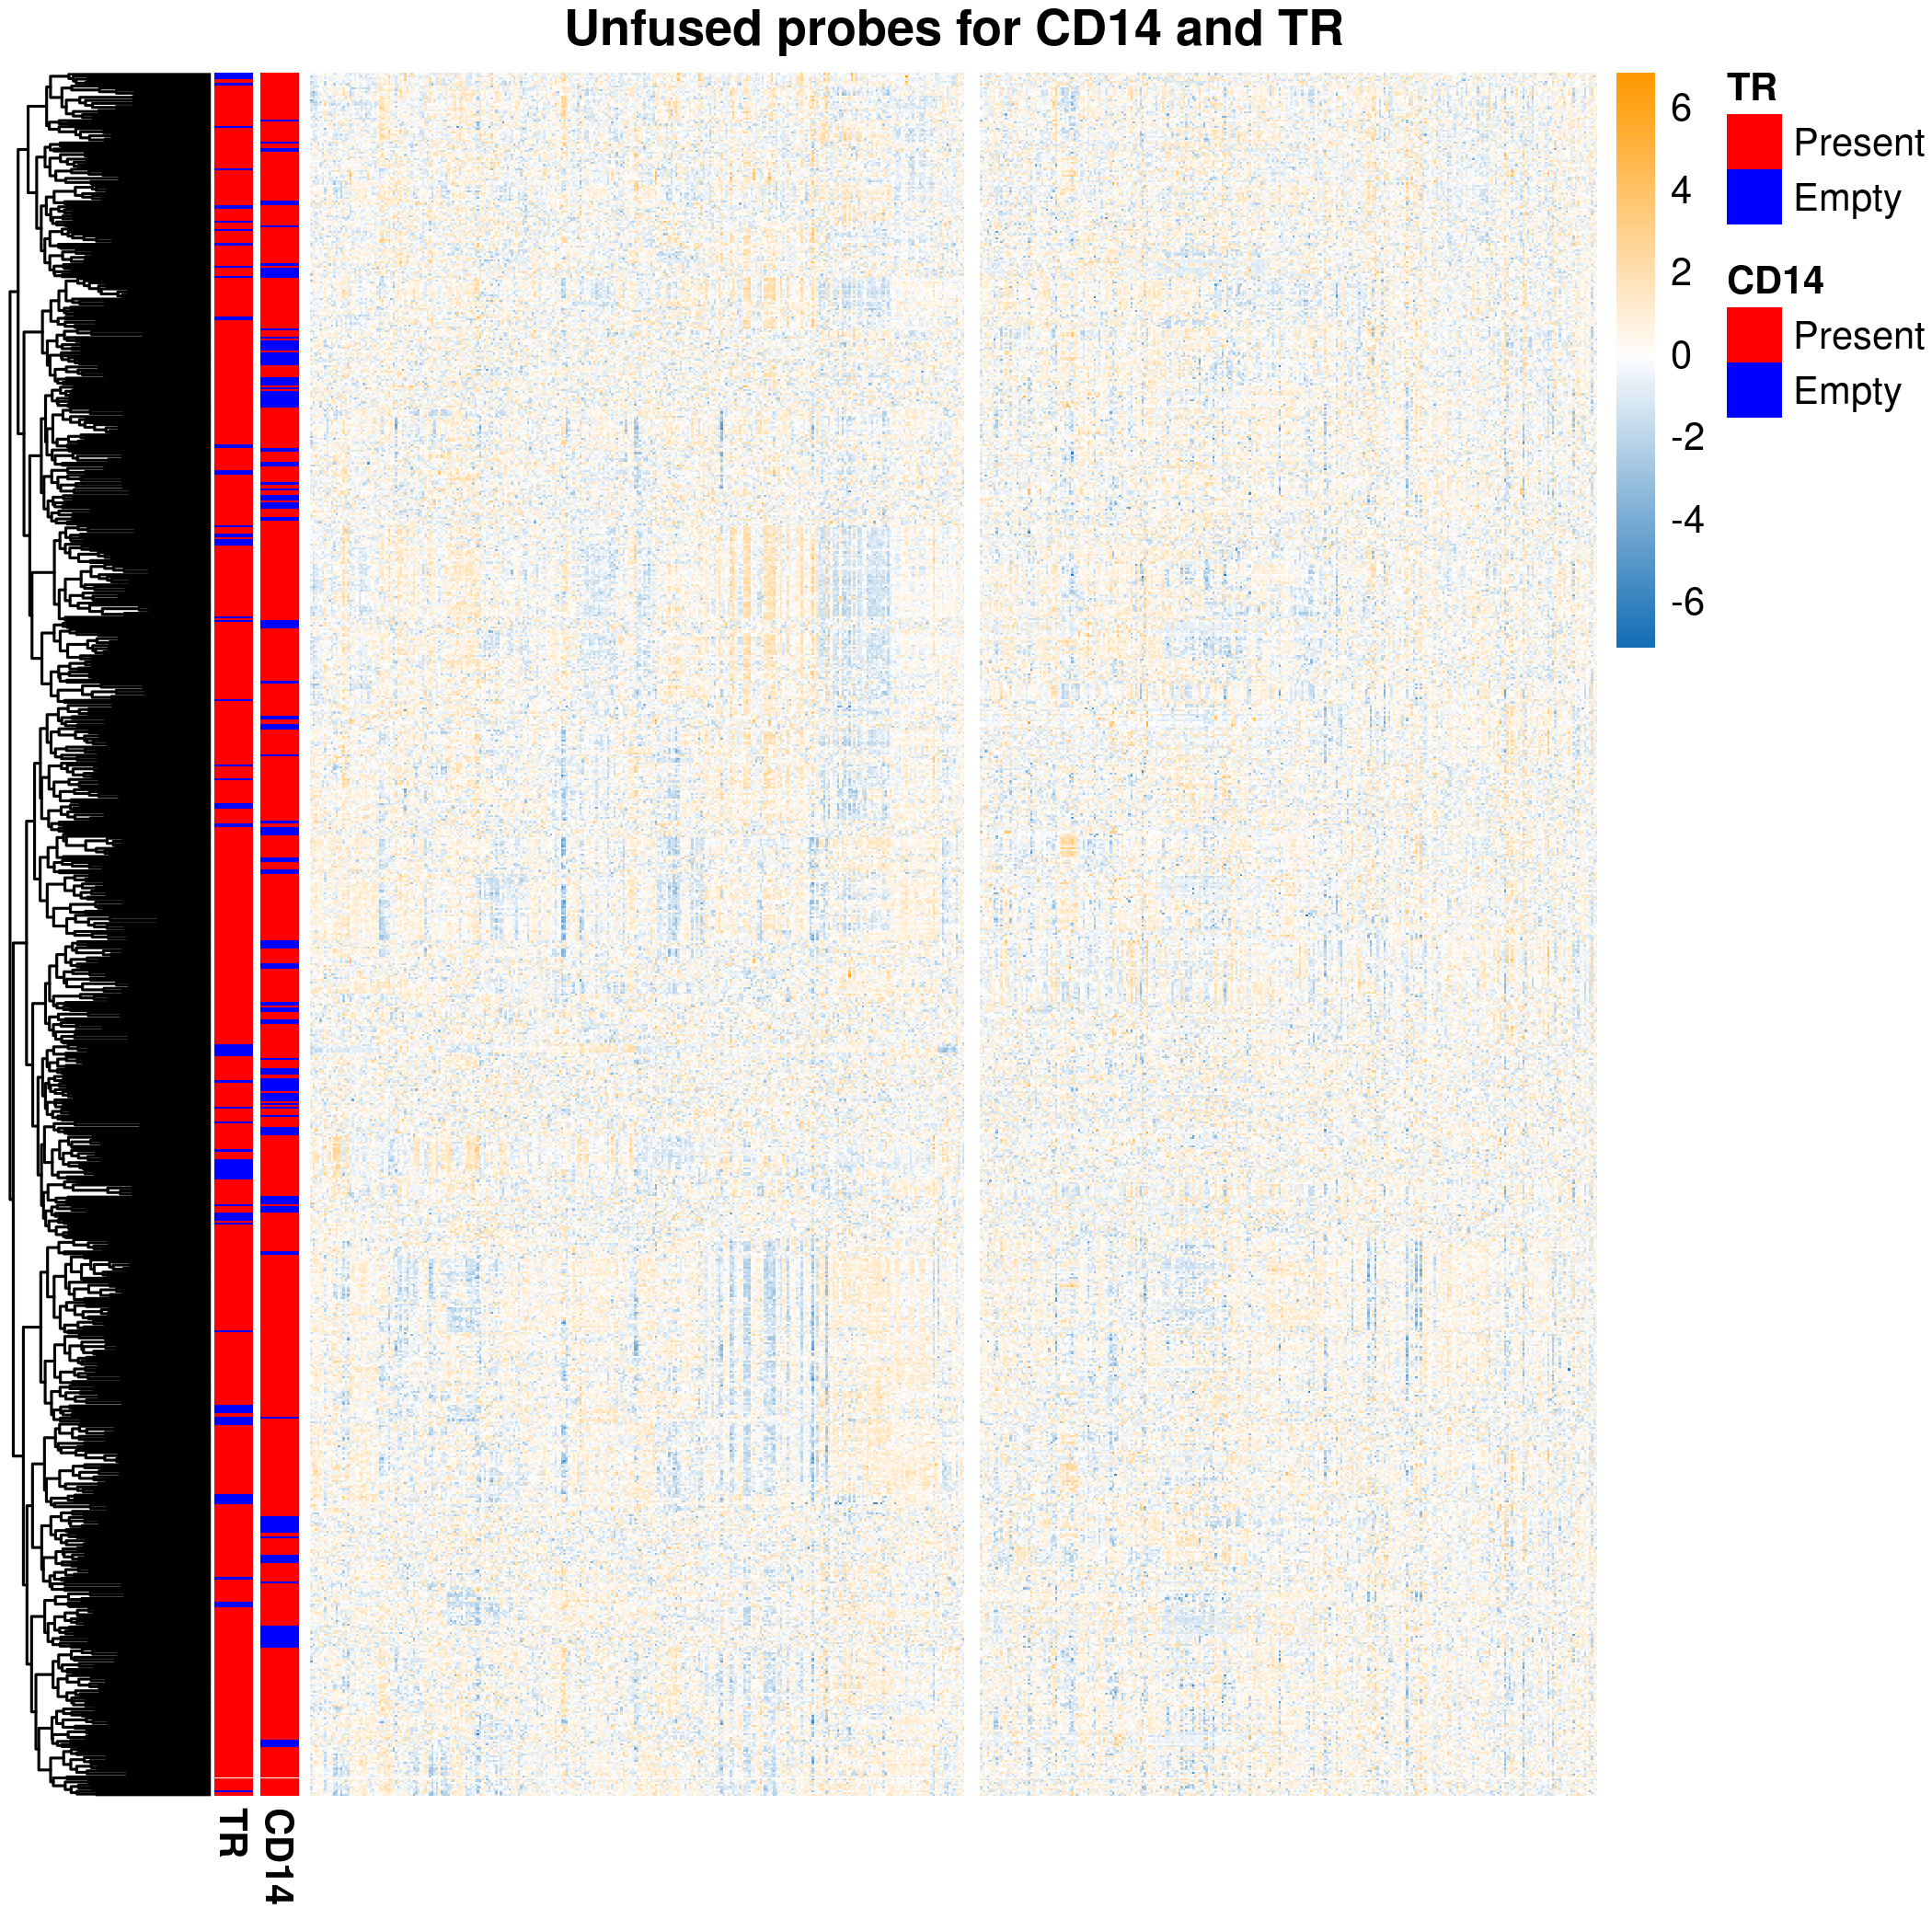 Unfused probes for CD14 and TR
6
4
2
0
-2
-4
-6
TR
Present
Empty
CD14
Present
Empty
TR
CD14